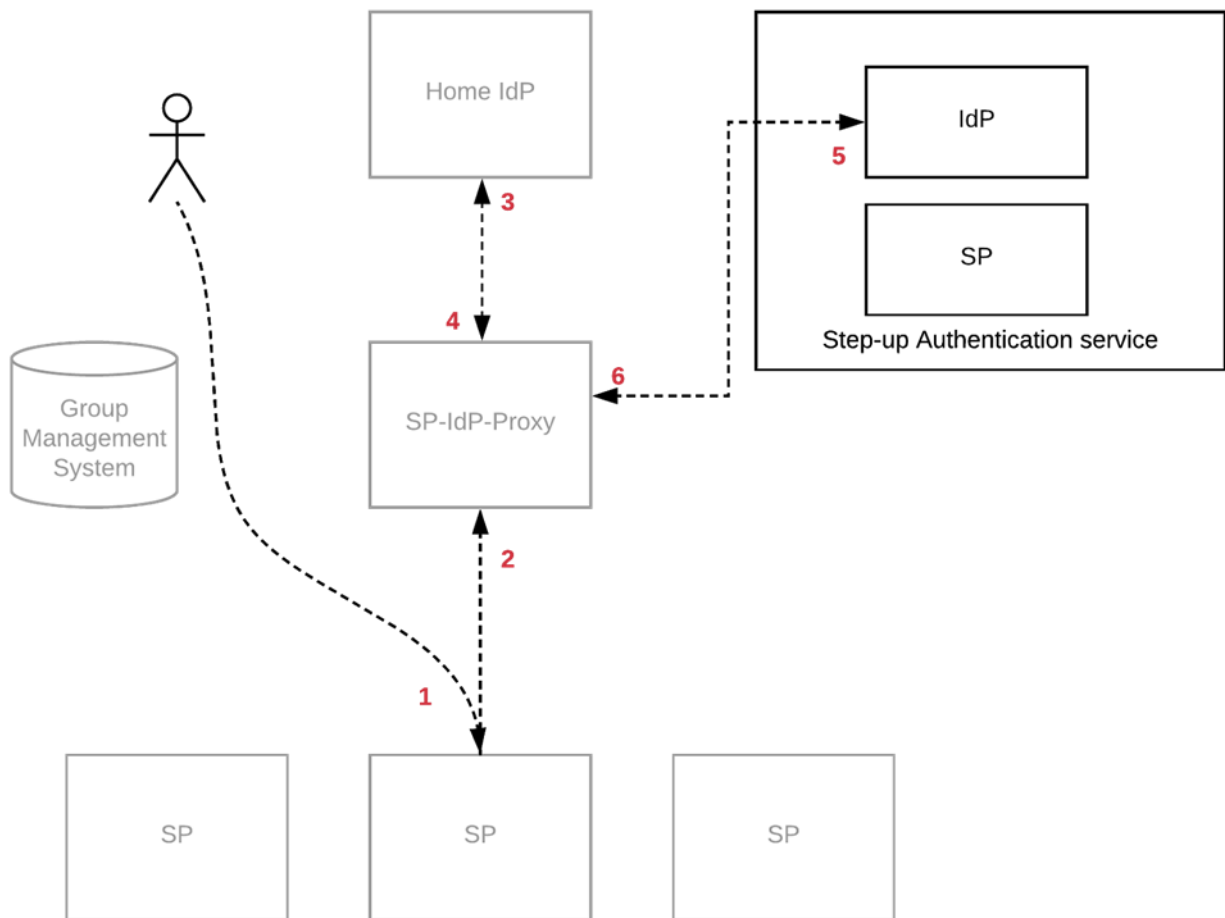 Home IdP
IdP
5
3
SP
4
Step-up Authentication service
6
Group
Management
System
SP-IdP-Proxy
2
1
SP
SP
SP